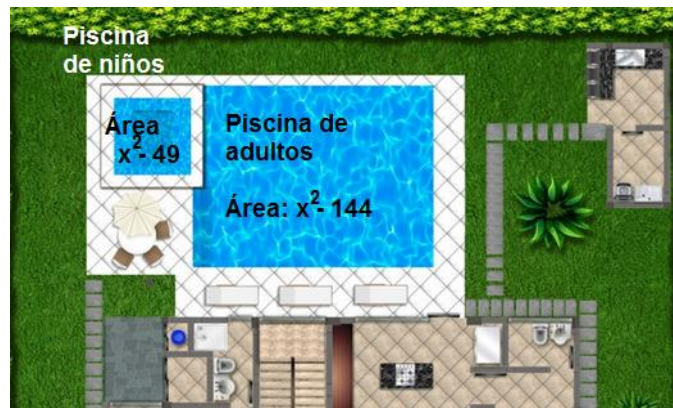 Piscina
de niños
Área
x²- 49
Piscina de
adultos
Área: x²- 144